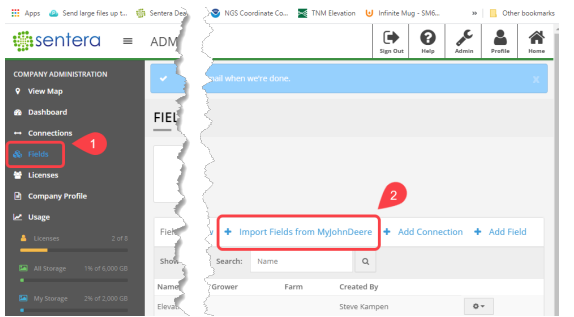 Apps
Send large files up t...
Sentera De
NGS Coordinate Co...
TNM Elevation
Infinite Mug - SM6...
»
Other bookmarks
sentera
ADM
Sign Out
Help
Admin
Profile
Home
COMPANY ADMINISTRATION
View Map
Dashboard
Connections
Fields
1
Licenses
Company Profile
Usage
Licenses 2 of 8
All Storage 1% of 6,000 GB
My Storage 2% of 2,000 GB
mail when we're done.
x
FIEL
2
Fiel
+ Import Fields from MyJohnDeere
+ Add Connection
+ Add Field
Show
Search: Name
Name Grower Farm Created By
Elevat Steve Kampen